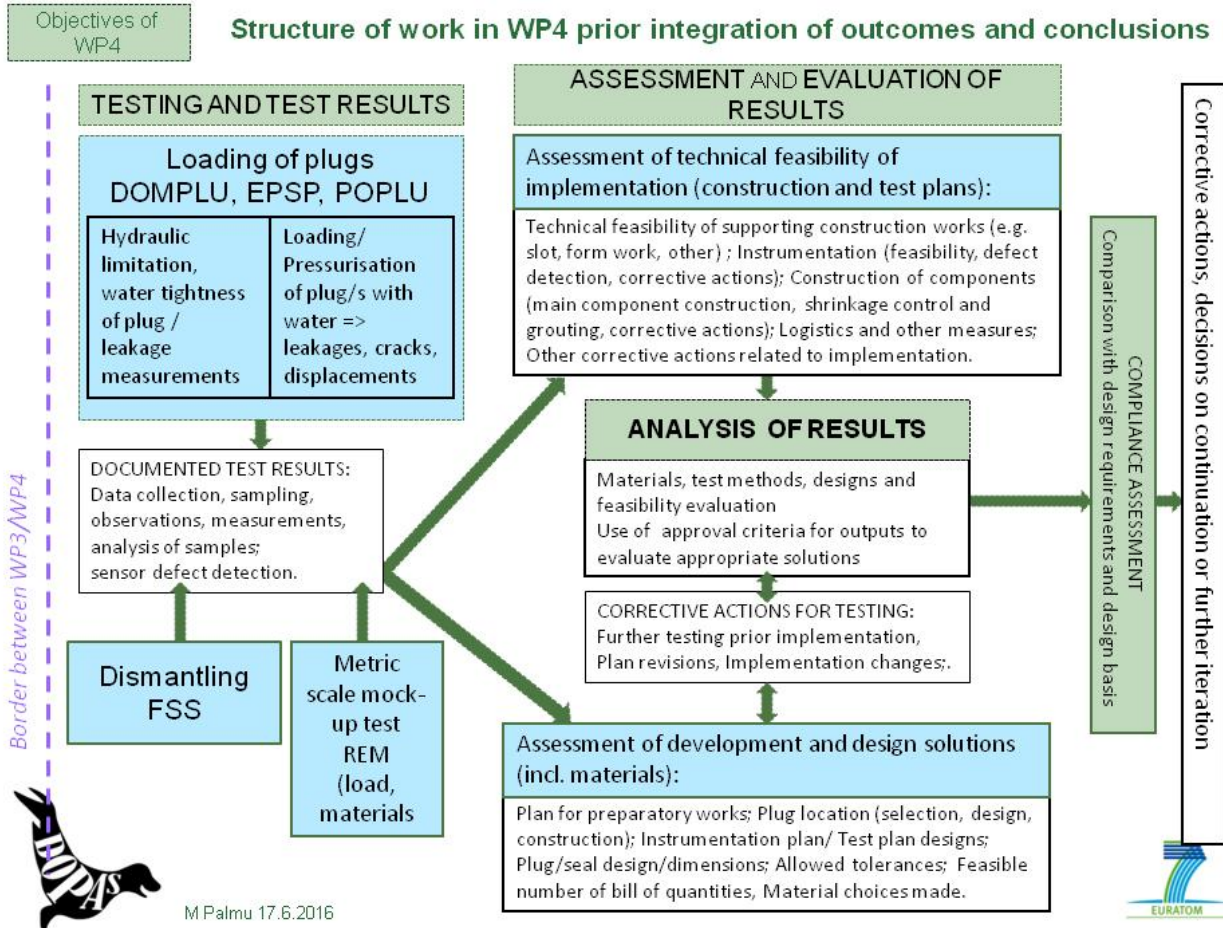 Objectives of
WP4
Structure of work in WP4 prior integration of outcomes and conclusions
TESTING AND TEST RESULTS
Loading of plugs
DOMPLU, EPSP, POPLU
Hydraulic
limitation,
water tightness
of plug /
leakage
measurements
Loading/
Pressurisation
of plug/s with
water =>
leakages, cracks,
displacements
DOCUMENTED TEST RESULTS:
Data collection, sampling,
observations, measurements,
analysis of samples;
sensor defect detection.
Dismantling
FSS
Metric
scale mock-
up test
REM
(load,
materials
Border between WP3/WP4
ASSESSMENT AND EVALUATION OF
RESULTS
Assessment of technical feasibility of
implementation (construction and test plans):
Technical feasibility of supporting construction works (e.g.
slot, form work, other) ; Instrumentation (feasibility, defect
detection, corrective actions); Construction of components
(main component construction, shrinkage control and
grouting, corrective actions); Logistics and other measures;
Other corrective actions related to implementation.
ANALYSIS OF RESULTS
Materials, test methods, designs and
feasibility evaluation
Use of approval criteria for outputs to
evaluate appropriate solutions
CORRECTIVE ACTIONS FOR TESTING:
Further testing prior implementation,
Plan revisions, Implementation changes;.
Assessment of development and design solutions
(incl. materials):
Plan for preparatory works; Plug location (selection, design,
construction); Instrumentation plan/ Test plan designs;
Plug/seal design/dimensions; Allowed tolerances; Feasible
number of bill of quantities, Material choices made.
COMPLIANCE ASSESSMENT
Comparison with design requirements and design basis
Corrective actions, decisions on continuation or further iteration
DOPAS
M Palmu 17.6.2016
EURATOM